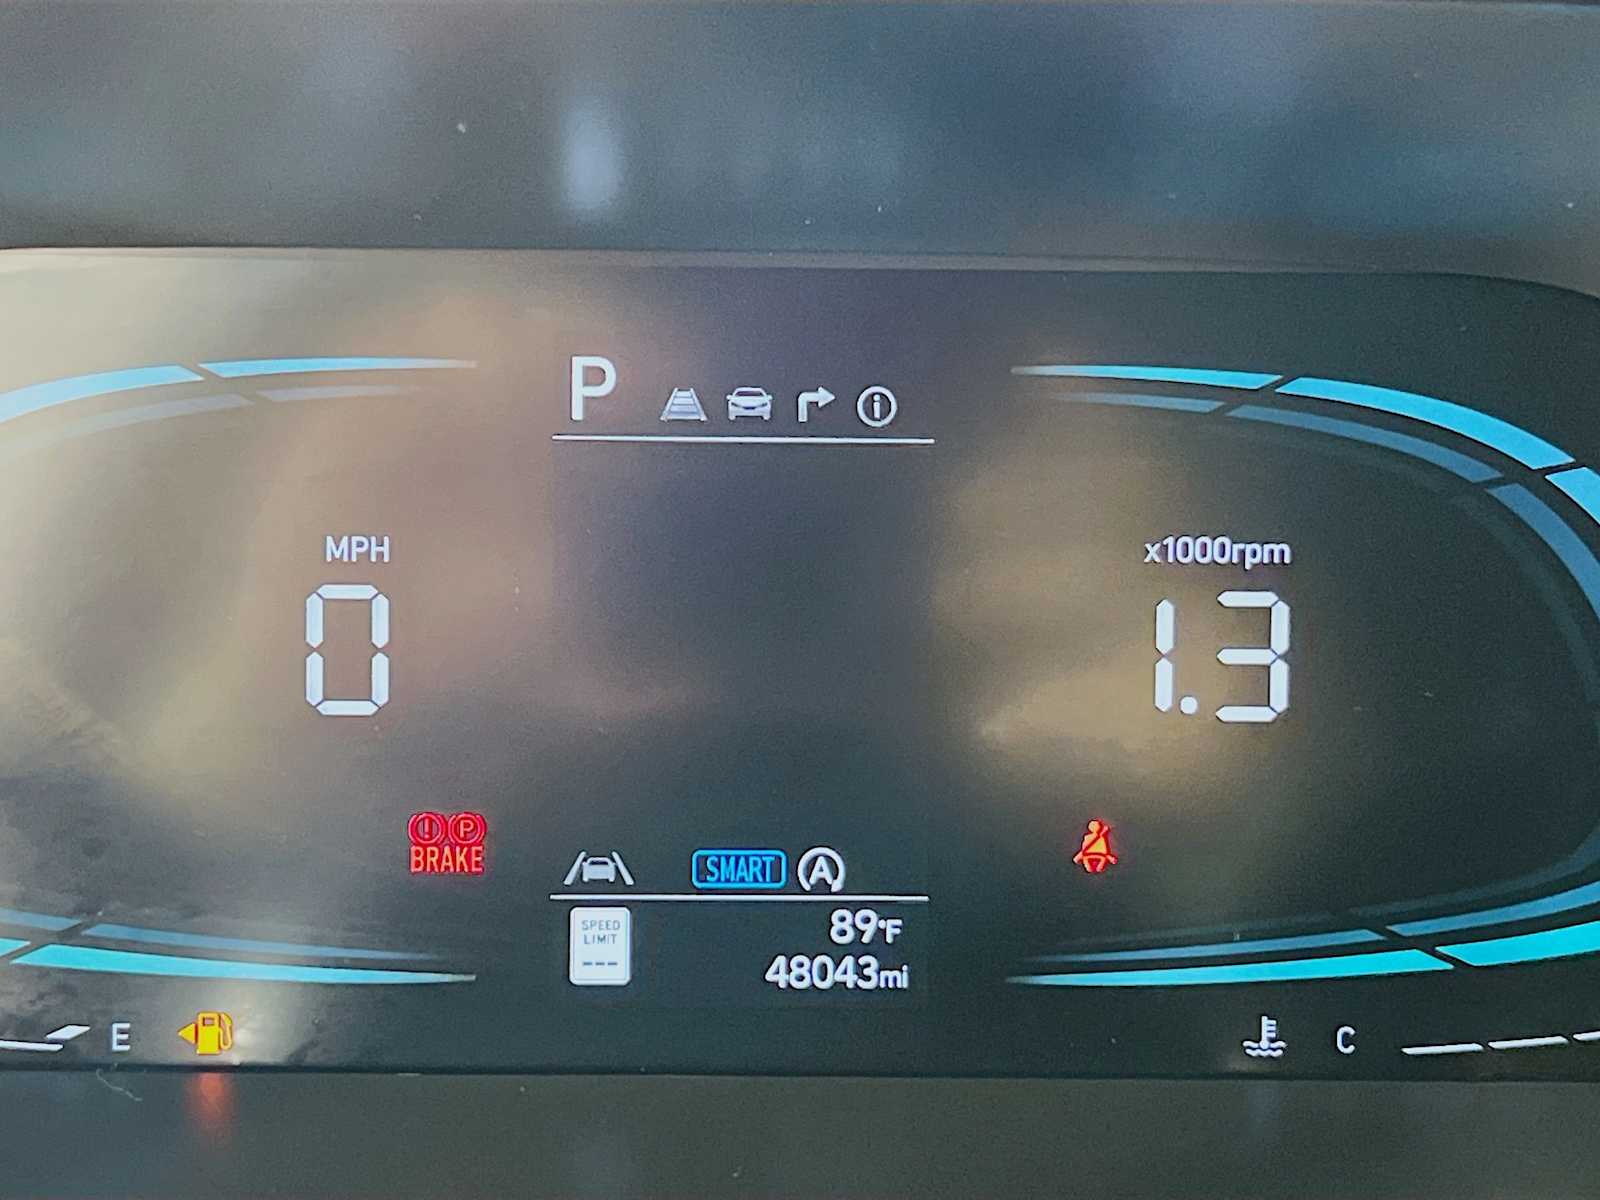 P
MPH
0
x1000rpm
1.3
P
BRAKE
SMART A
SPEED
LIMIT
---
89°F
48043mi
E
C